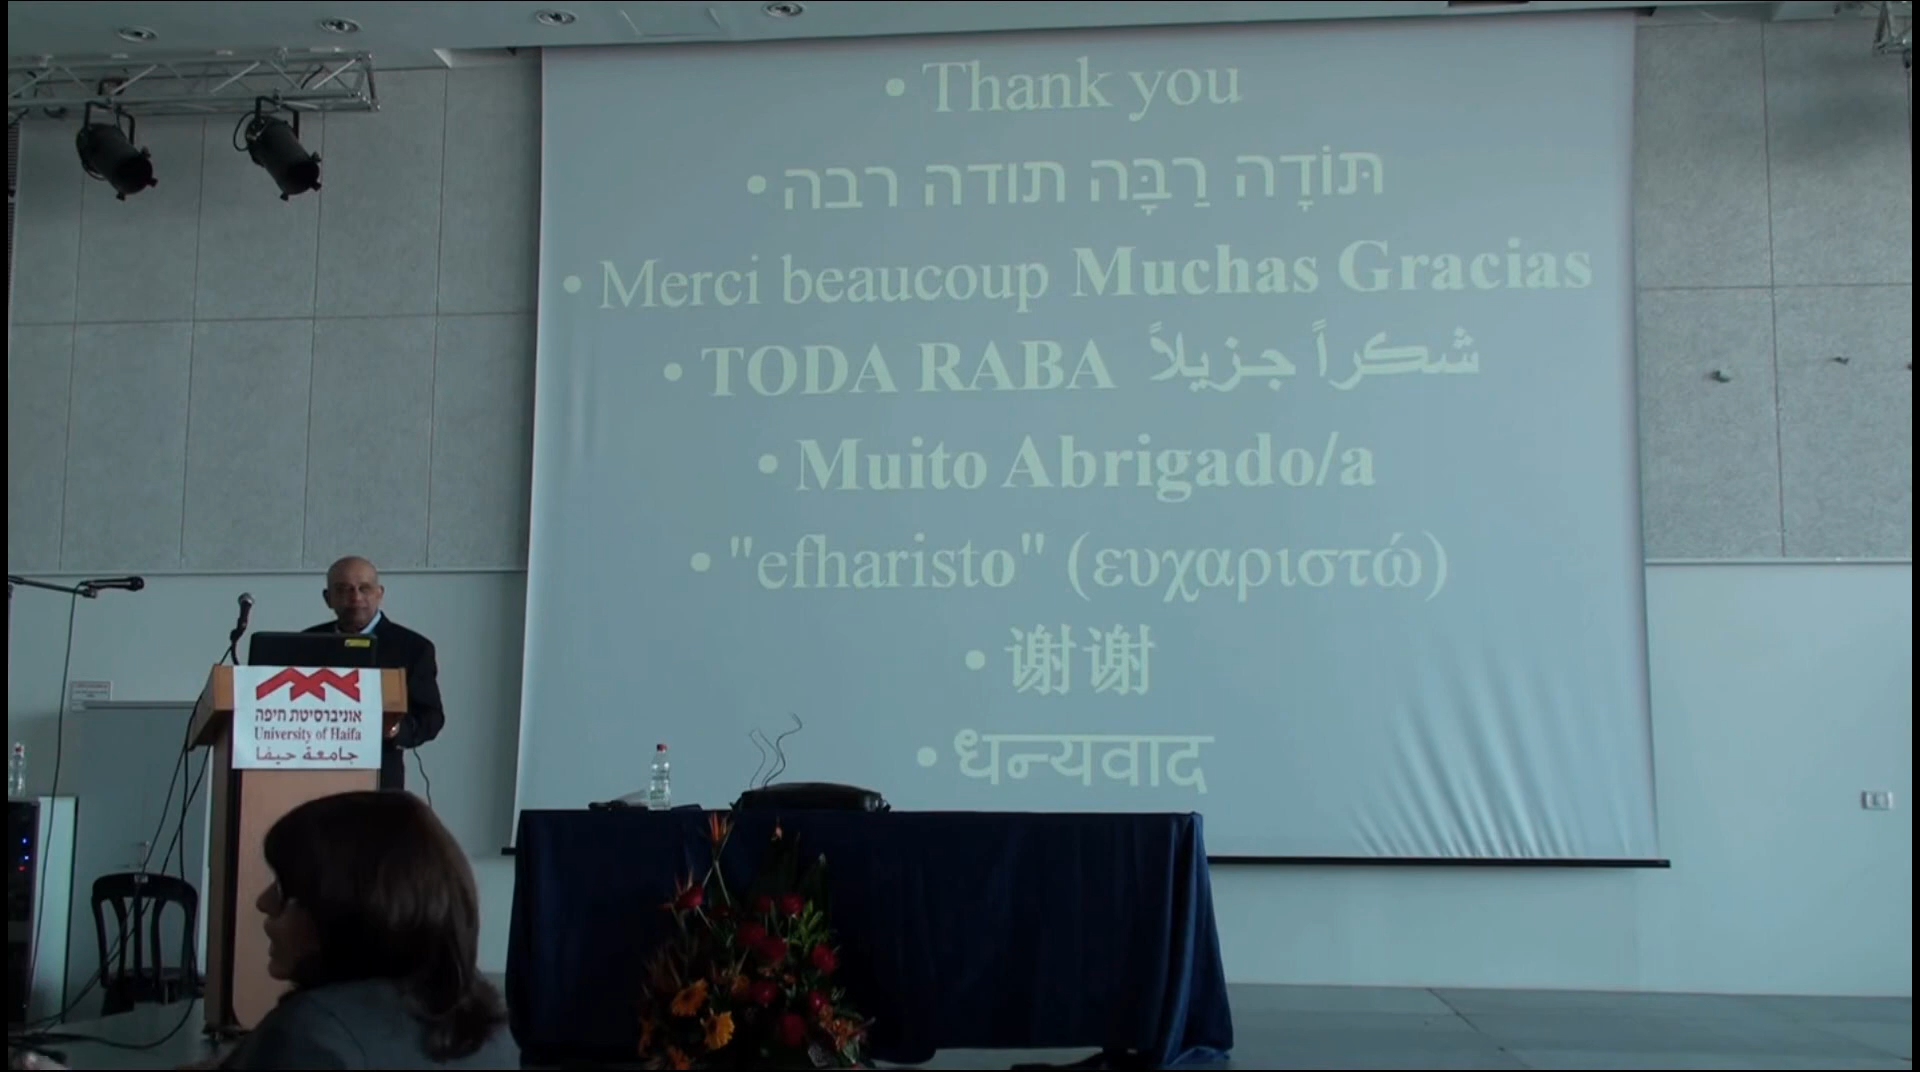 • Thank you
• תּוֹדָה רַבָּה תודה רבה
• Merci beaucoup Muchas Gracias
• TODA RABA شكراً جزيلاً
• Muito Abrigado/a
• "efharisto" (ευχαριστώ)
• 谢谢
• धन्यवाद
אוניברסיטת חיפה
University of Haifa
جامعة حيفا